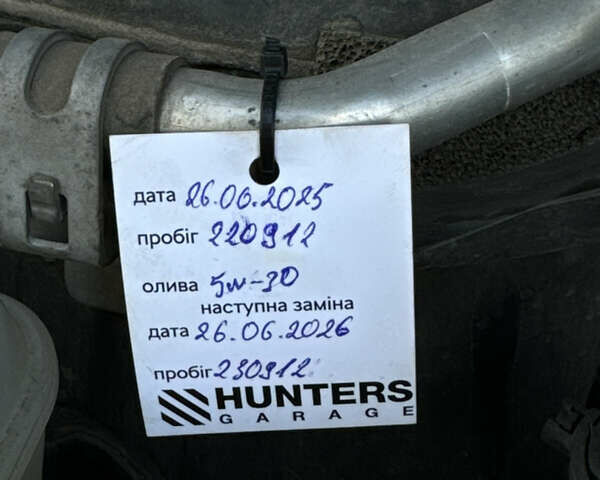 дата 26.06.2025
пробіг 220912
олива 5w-30
наступна заміна
дата 26.06.2026
пробіг 230912
HUNTERS
GARAGE